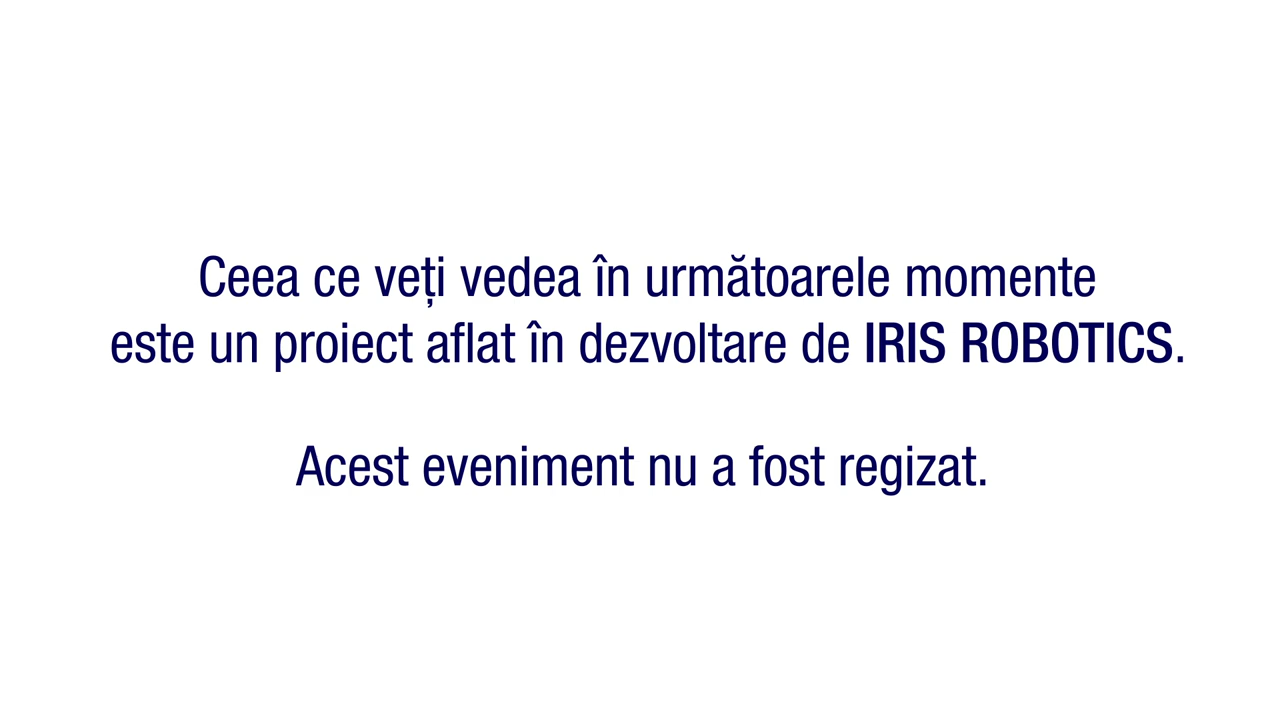 Ceea ce veți vedea în următoarele momente
este un proiect aflat în dezvoltare de IRIS ROBOTICS.
Acest eveniment nu a fost regizat.